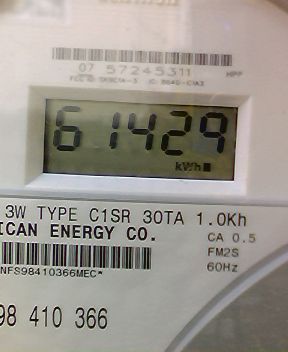 07 57245311 MPP
61429
kWh
3W TYPE C1SR 30TA 1.0Kh
ICAN ENERGY CO.
CA 0.5
FM2S
60Hz
NFS98410366MEC*
98 410 366